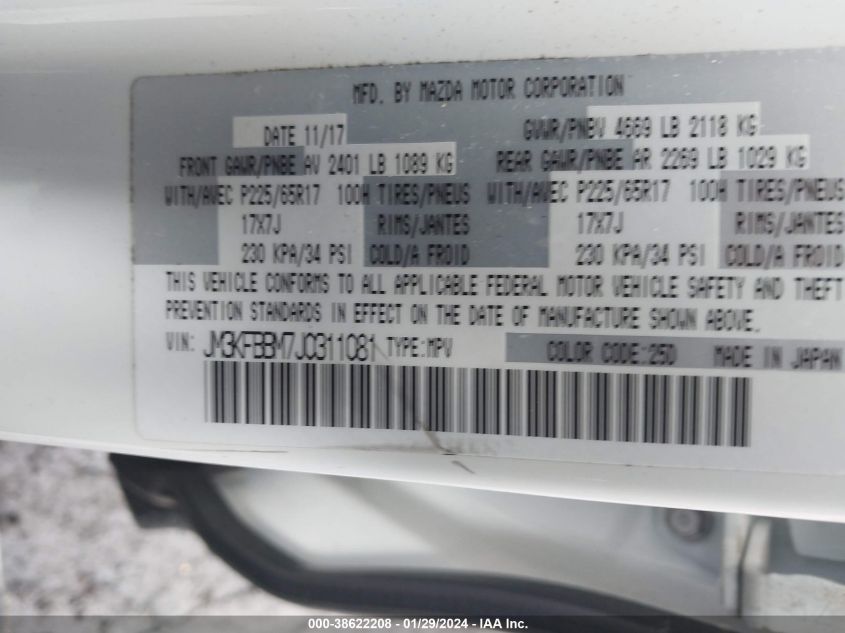 MFD. BY MAZDA MOTOR CORPORATION
DATE 11/17 GVWR/PNBV 4669 LB 2118 KG
FRONT GAWR/PNBE AV 2401 LB 1089 KG REAR GAWR/PNBE AR 2269 LB 1029 KG
WITH/AVEC P225/65R17 100H TIRES/PNEUS WITH/AVEC P225/65R17 100H TIRES/PNEUS
17X7J RIMS/JANTES 17X7J RIMS/JANTES
230 KPA/34 PSI COLD/A FROID 230 KPA/34 PSI COLD/A FROID
THIS VEHICLE CONFORMS TO ALL APPLICABLE FEDERAL MOTOR VEHICLE SAFETY AND THEFT
PREVENTION STANDARDS IN EFFECT ON THE DATE OF MANUFACTURE SHOWN ABOVE.
VIN: JM3KFBBM7J0311081 TYPE:MPV COLOR CODE:25D MADE IN JAPAN
000-38622208 - 01/29/2024 - IAA Inc.